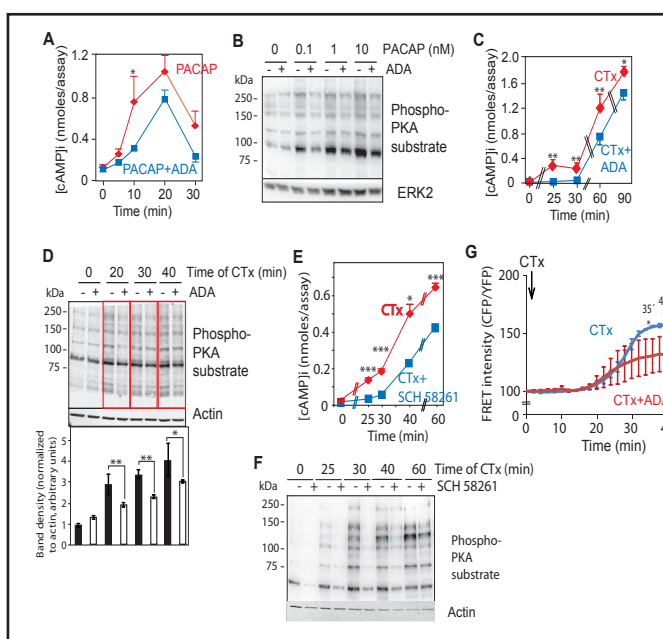 A
[cAMP]i (nmoles/assay)
1.2
0.8
0.4
0
*
PACAP
PACAP+ADA
0 10 20 30
Time (min)
B
0 0.1 1 10 PACAP (nM)
- + - + - + - + ADA
kDa
250
150
100
75
Phospho-
PKA
substrate
ERK2
C
[cAMP]i (nmoles/assay)
2.0
1.6
1.2
0.8
0.4
0
CTx
**
**
**
*
CTx+
ADA
0 25 30 60 90
Time (min)
D
0 20 30 40 Time of CTx (min)
- + - + - + - + ADA
kDa
250
150
100
75
Phospho-
PKA
substrate
Actin
Band density (normalized
to actin, arbitrary units)
5
4
3
2
1
0
**
**
*
E
[cAMP]i (nmoles/assay)
0.6
0.4
0.2
0
CTx
***
***
*
***
CTx+
SCH 58261
0 25 30 40 60
Time (min)
G
CTx
FRET intensity (CFP/YFP)
200
150
100
0
35´
*
4
CTx
CTx+ADA
0 10 20 30
Time (min)
F
0 25 30 40 60 Time of CTx (min)
- + - + - + - + - + SCH 58261
kDa
250
150
100
75
Phospho-
PKA
substrate
Actin